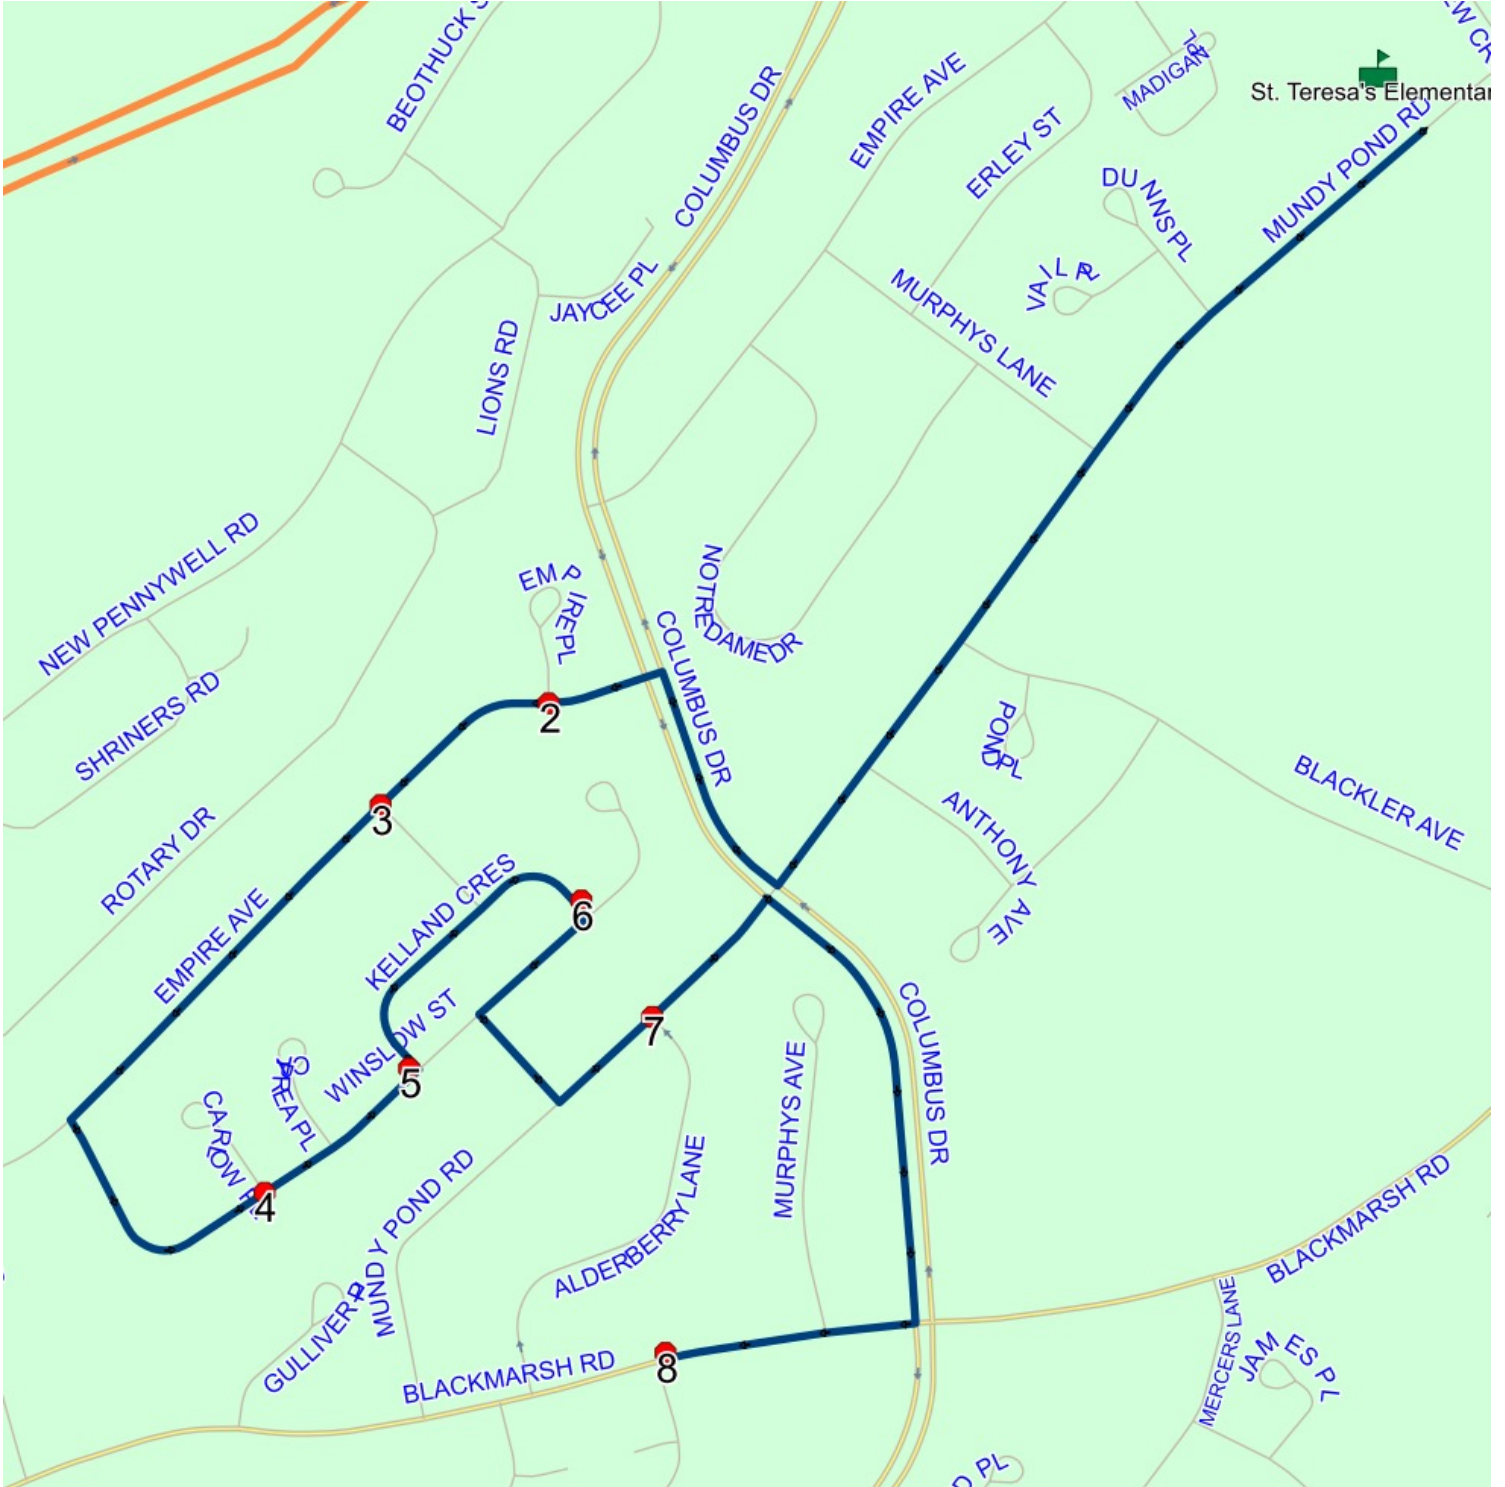 BEOTHUCK S
COLUMBUS DR
EMPIRE AVE
MADIGAN PL
EW CR
St. Teresa's Elementar
MUNDY POND RD
ERLEY ST
DUNNS PL
VAIL PL
JAYCEE PL
MURPHYS LANE
LIONS RD
NEW PENNYWELL RD
EMPIRE PL
NOTRE DAME DR
COLUMBUS DR
SHRINERS RD
2
POND PL
BLACKLER AVE
3
ROTARY DR
ANTHONY AVE
KELLAND CRES
EMPIRE AVE
6
WINSLOW ST
7
COLUMBUS DR
5
MURPHYS AVE
4
MUNDY POND RD
ALDERBERRY LANE
BLACKMARSH RD
GULLIVER P
8
BLACKMARSH RD
MERCERS LANE
JAMES PL
D PL